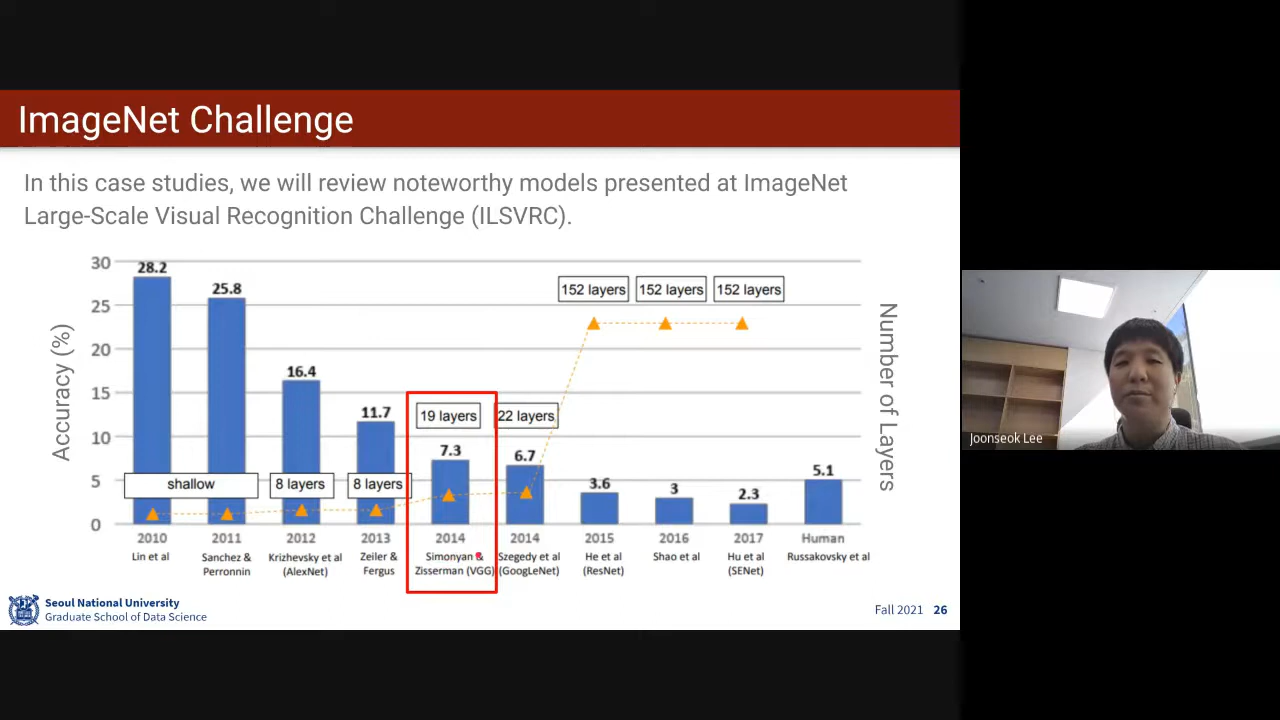 ImageNet Challenge
In this case studies, we will review noteworthy models presented at ImageNet
Large-Scale Visual Recognition Challenge (ILSVRC).
Accuracy (%)
30
25
20
15
10
5
0
28.2
25.8
16.4
11.7
7.3
6.7
3.6
3
2.3
5.1
shallow
8 layers
8 layers
19 layers
22 layers
152 layers
152 layers
152 layers
Number of Layers
2010
Lin et al
2011
Sanchez &
Perronnin
2012
Krizhevsky et al
(AlexNet)
2013
Zeiler &
Fergus
2014
Simonyan &
Zisserman (VGG)
2014
Szegedy et al
(GoogLeNet)
2015
He et al
(ResNet)
2016
Shao et al
2017
Hu et al
(SENet)
Human
Russakovsky et al
Seoul National University
Graduate School of Data Science
Fall 2021 26
Joonseok Lee